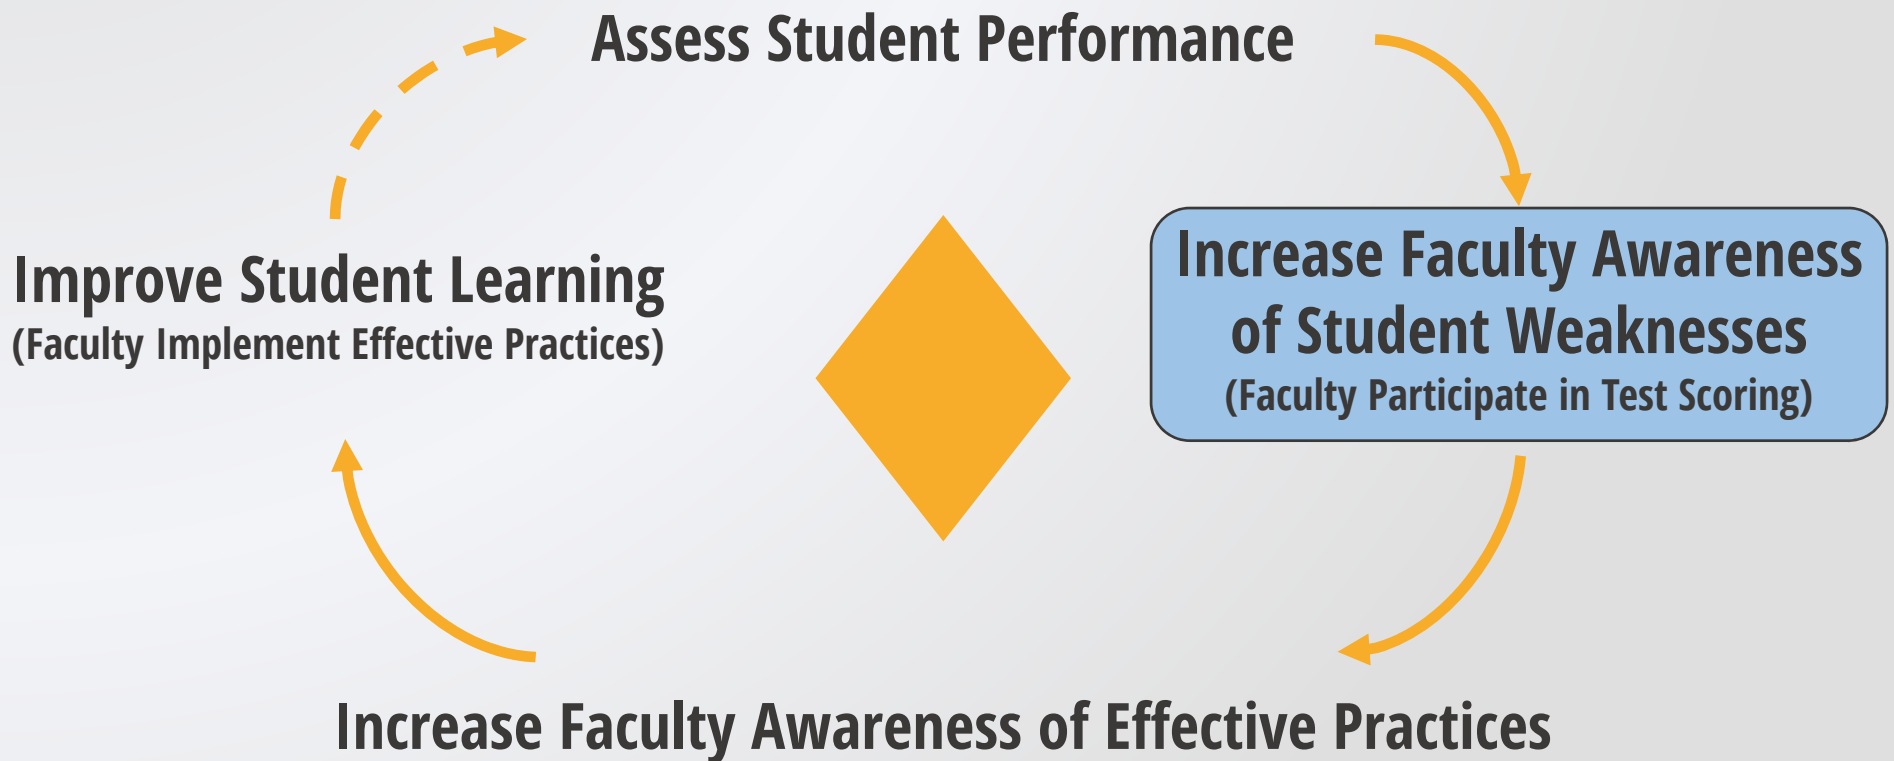 Assess Student Performance
Increase Faculty Awareness
of Student Weaknesses
(Faculty Participate in Test Scoring)
Improve Student Learning
(Faculty Implement Effective Practices)
Increase Faculty Awareness of Effective Practices